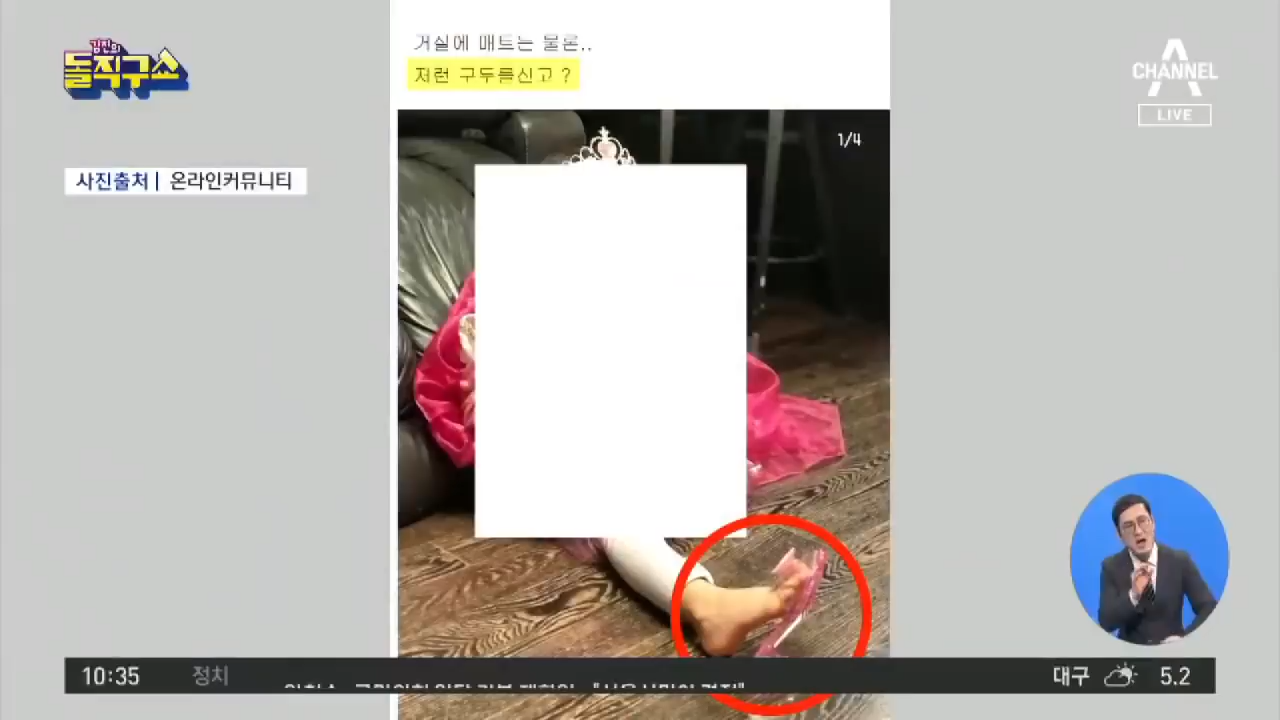 거실에 매트는 물론..
저런 구두를신고 ?
김진의
돌직구쇼
CHANNEL A
LIVE
1/4
사진출처 | 온라인커뮤니티
10:35
정치
대구
5.2